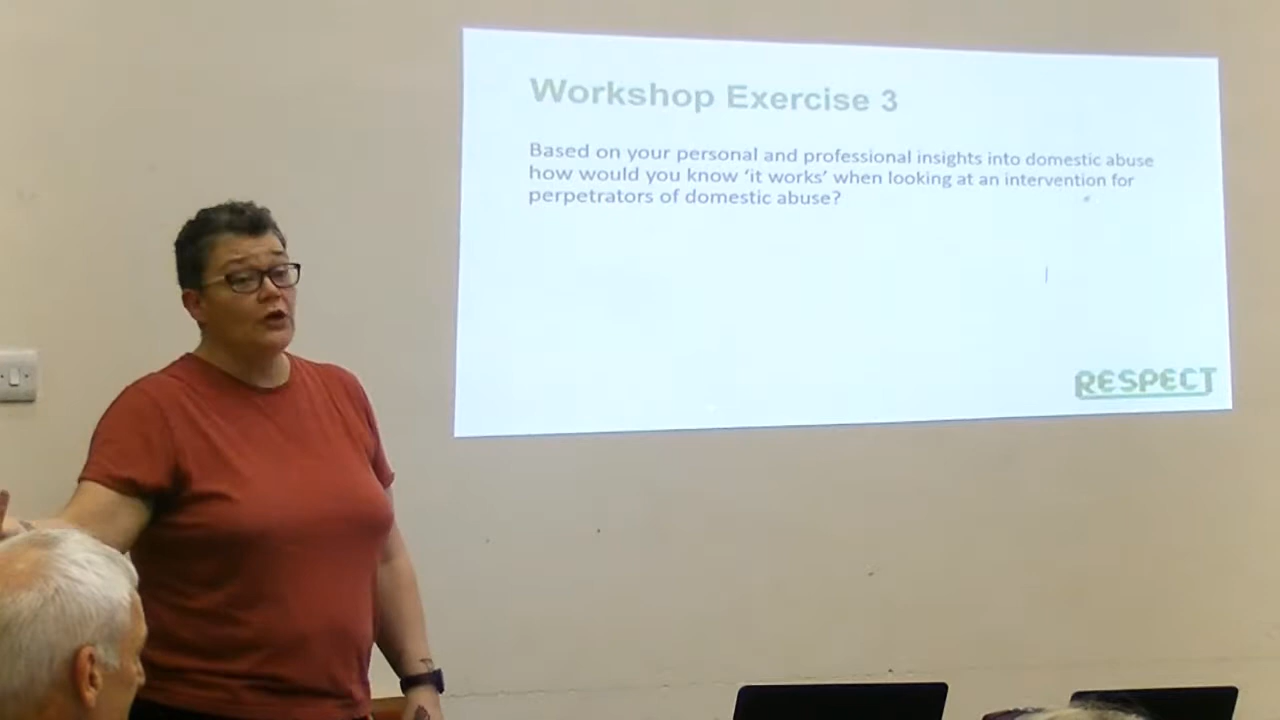 Workshop Exercise 3
Based on your personal and professional insights into domestic abuse
how would you know ‘it works’ when looking at an intervention for
perpetrators of domestic abuse?
RESPECT